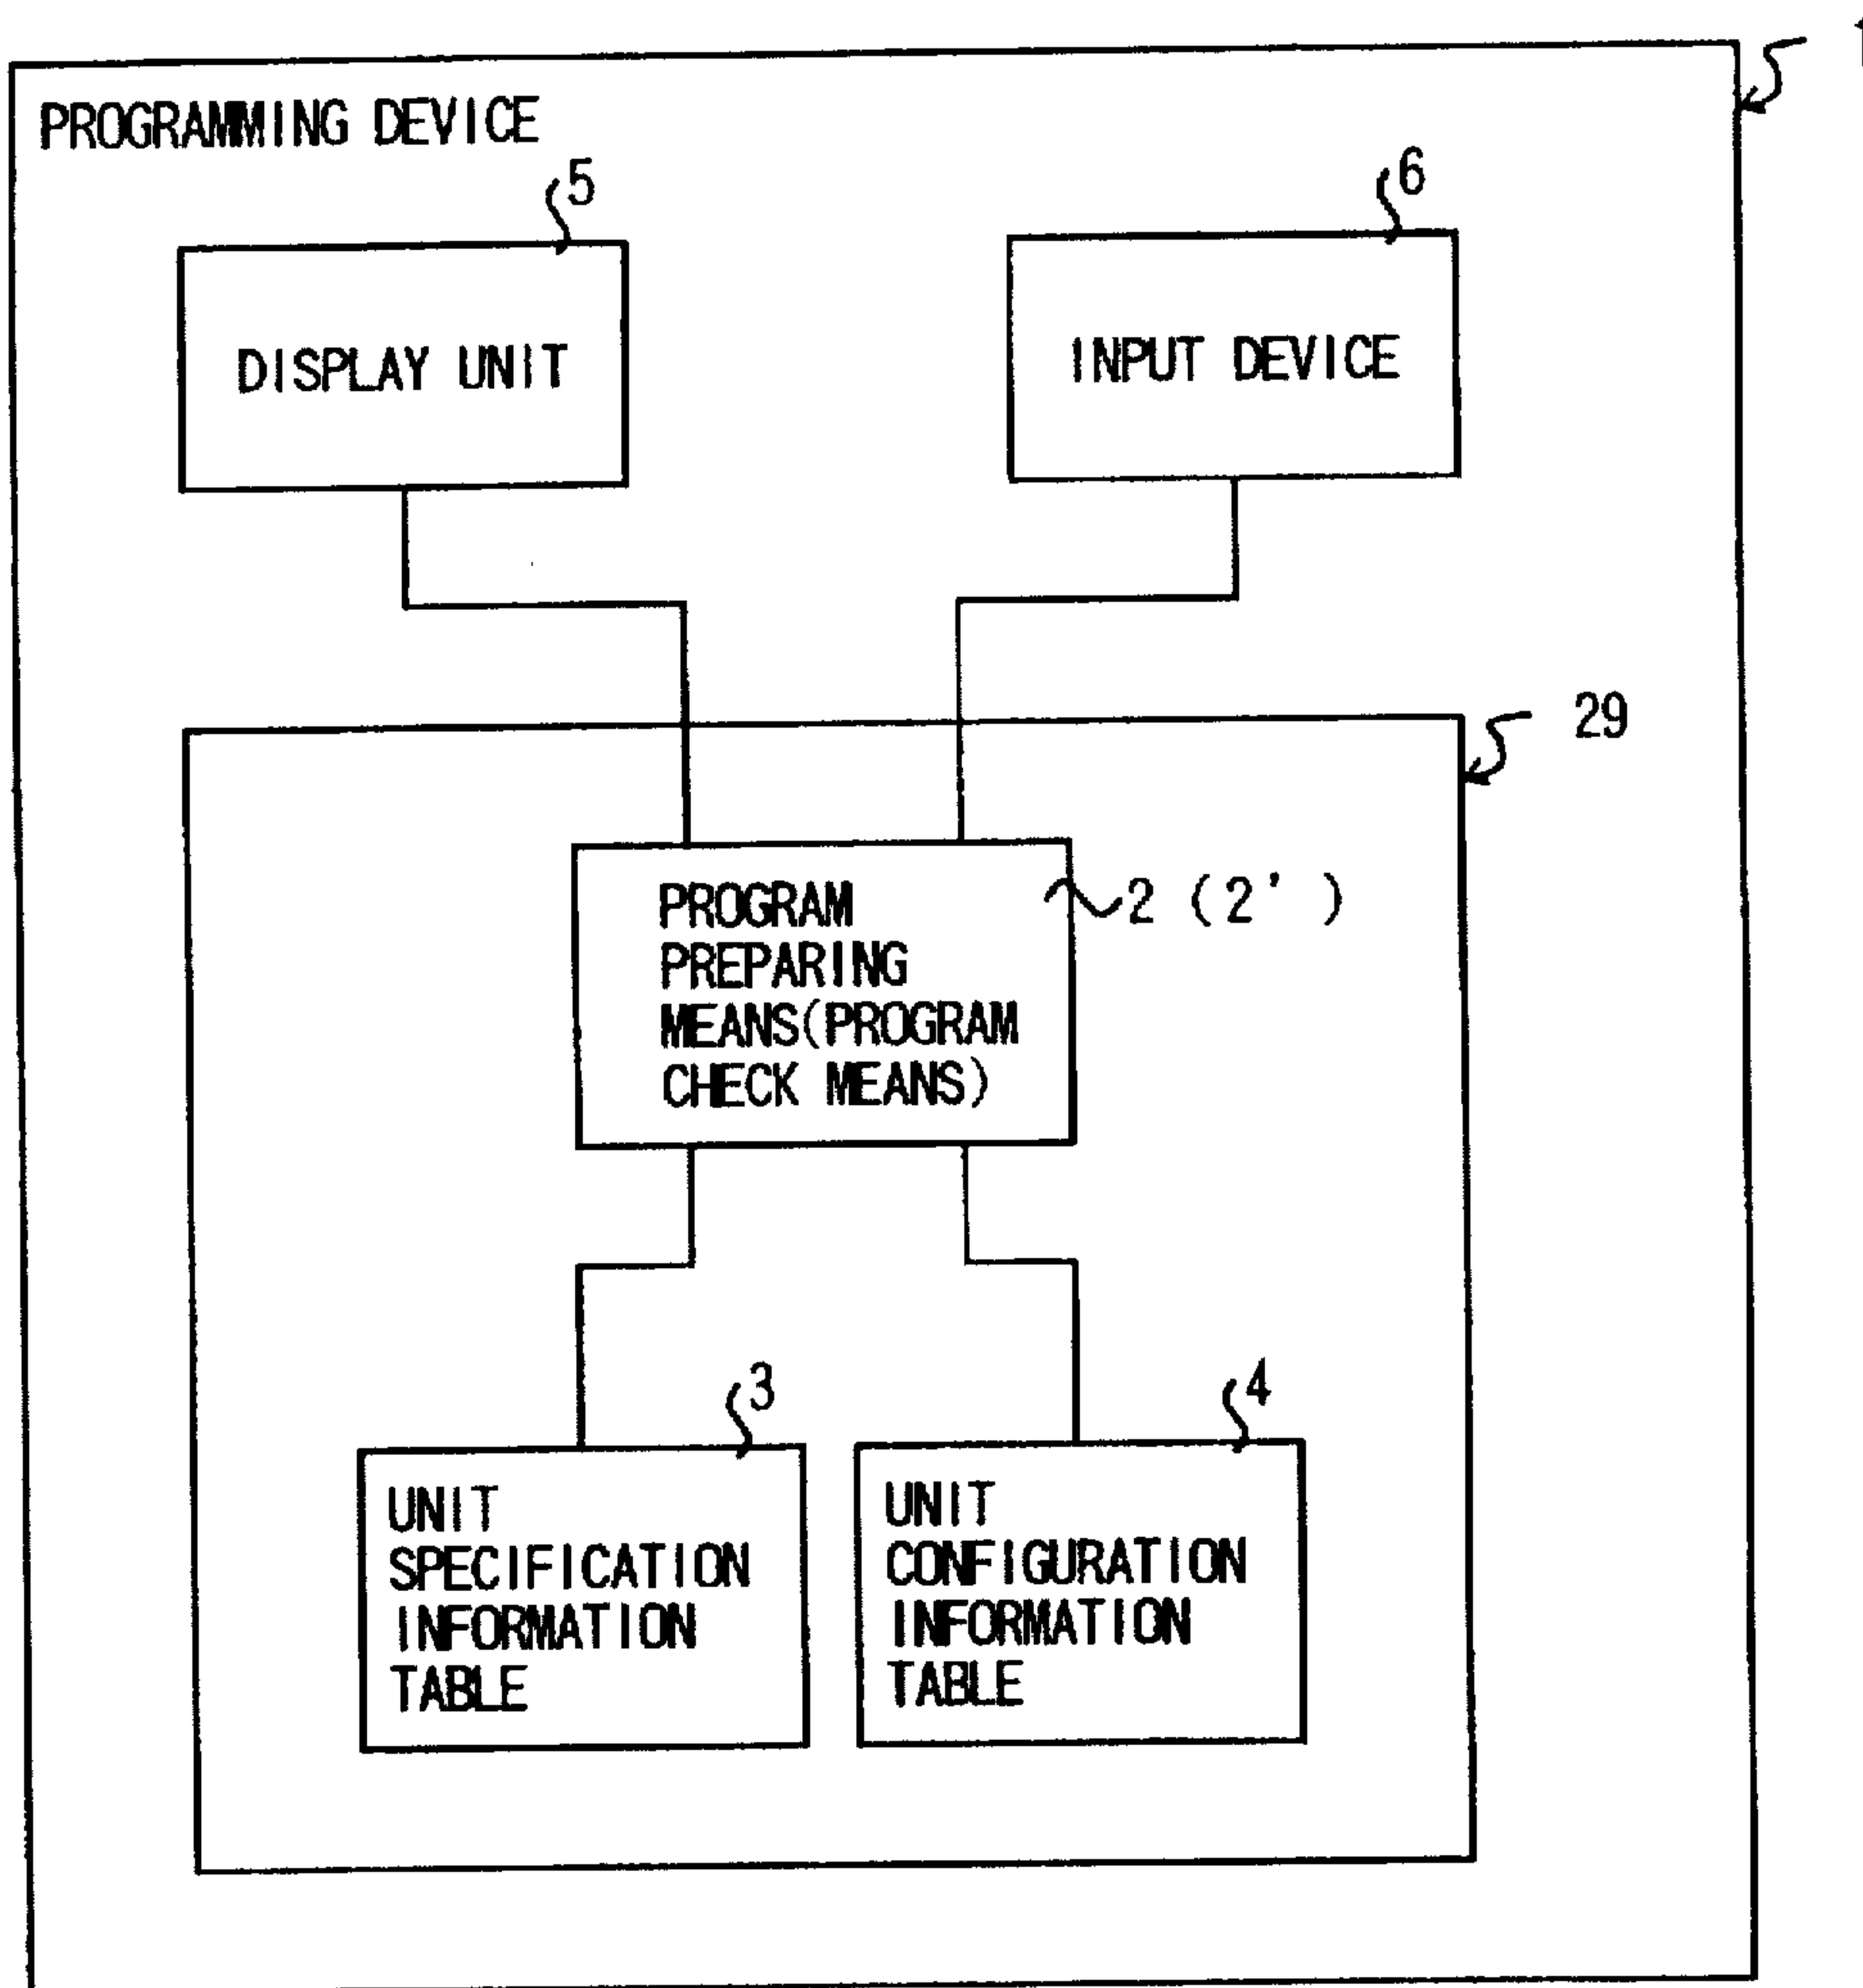 1
PROGRAMMING DEVICE
5
6
DISPLAY UNIT
INPUT DEVICE
29
PROGRAM
PREPARING
MEANS(PROGRAM
CHECK MEANS)
2 (2')
3
4
UNIT
SPECIFICATION
INFORMATION
TABLE
UNIT
CONFIGURATION
INFORMATION
TABLE